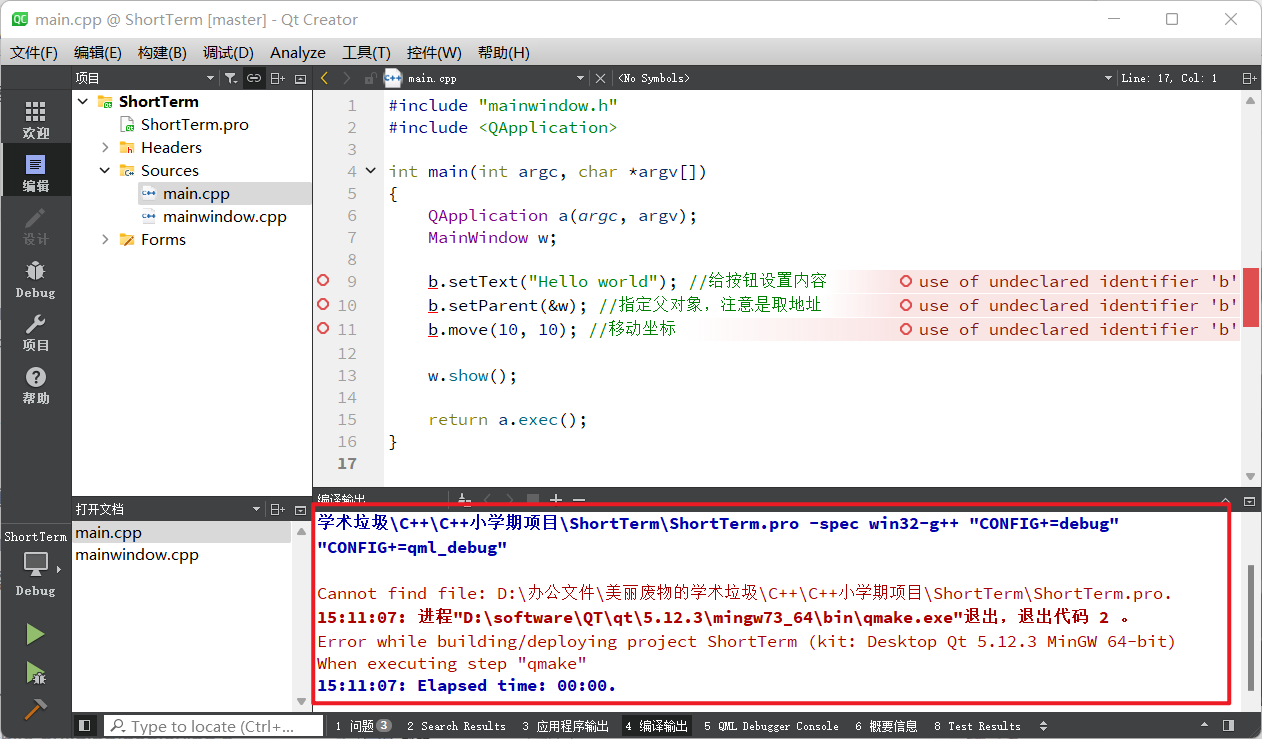 main.cpp @ ShortTerm [master] - Qt Creator
文件(F) 编辑(E) 构建(B) 调试(D) Analyze 工具(T) 控件(W) 帮助(H)
项目
main.cpp
<No Symbols>
Line: 17, Col: 1
欢迎
编辑
设计
Debug
项目
帮助
ShortTerm
ShortTerm.pro
Headers
Sources
main.cpp
mainwindow.cpp
Forms
1 #include "mainwindow.h"
2 #include <QApplication>
3
4 int main(int argc, char *argv[])
5 {
6 QApplication a(argc, argv);
7 MainWindow w;
8
9 b.setText("Hello world"); //给按钮设置内容 use of undeclared identifier 'b'
10 b.setParent(&w); //指定父对象，注意是取地址 use of undeclared identifier 'b'
11 b.move(10, 10); //移动坐标 use of undeclared identifier 'b'
12
13 w.show();
14
15 return a.exec();
16 }
17
打开文档
main.cpp
mainwindow.cpp
ShortTerm
Debug
编译输出
学术垃圾\C++\C++小学期项目\ShortTerm\ShortTerm.pro -spec win32-g++ "CONFIG+=debug"
"CONFIG+=qml_debug"
Cannot find file: D:\办公文件\美丽废物的学术垃圾\C++\C++小学期项目\ShortTerm\ShortTerm.pro.
15:11:07: 进程"D:\software\QT\qt\5.12.3\mingw73_64\bin\qmake.exe"退出，退出代码 2 。
Error while building/deploying project ShortTerm (kit: Desktop Qt 5.12.3 MinGW 64-bit)
When executing step "qmake"
15:11:07: Elapsed time: 00:00.
Type to locate (Ctrl+...
1 问题 3 2 Search Results 3 应用程序输出 4 编译输出 5 QML Debugger Console 6 概要信息 8 Test Results